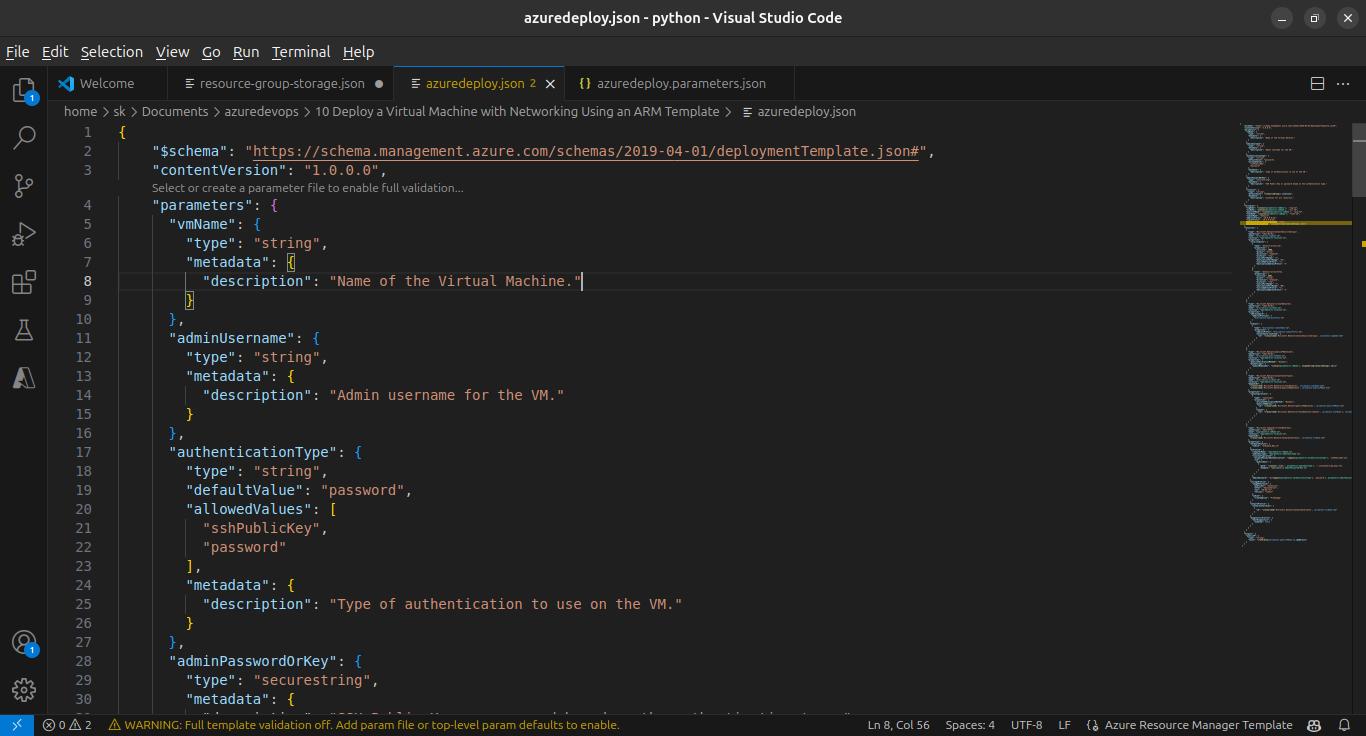 azuredeploy.json - python - Visual Studio Code
File Edit Selection View Go Run Terminal Help
Welcome resource-group-storage.json azuredeploy.json 2 azuredeploy.parameters.json
home > sk > Documents > azuredevops > 10 Deploy a Virtual Machine with Networking Using an ARM Template > azuredeploy.json
1 {
2 "$schema": "https://schema.management.azure.com/schemas/2019-04-01/deploymentTemplate.json#",
3 "contentVersion": "1.0.0.0",
Select or create a parameter file to enable full validation...
4 "parameters": {
5 "vmName": {
6 "type": "string",
7 "metadata": {
8 "description": "Name of the Virtual Machine."
9 }
10 },
11 "adminUsername": {
12 "type": "string",
13 "metadata": {
14 "description": "Admin username for the VM."
15 }
16 },
17 "authenticationType": {
18 "type": "string",
19 "defaultValue": "password",
20 "allowedValues": [
21 "sshPublicKey",
22 "password"
23 ],
24 "metadata": {
25 "description": "Type of authentication to use on the VM."
26 }
27 },
28 "adminPasswordOrKey": {
29 "type": "securestring",
30 "metadata": {
1
1
0 2 WARNING: Full template validation off. Add param file or top-level param defaults to enable. Ln 8, Col 56 Spaces: 4 UTF-8 LF {} Azure Resource Manager Template